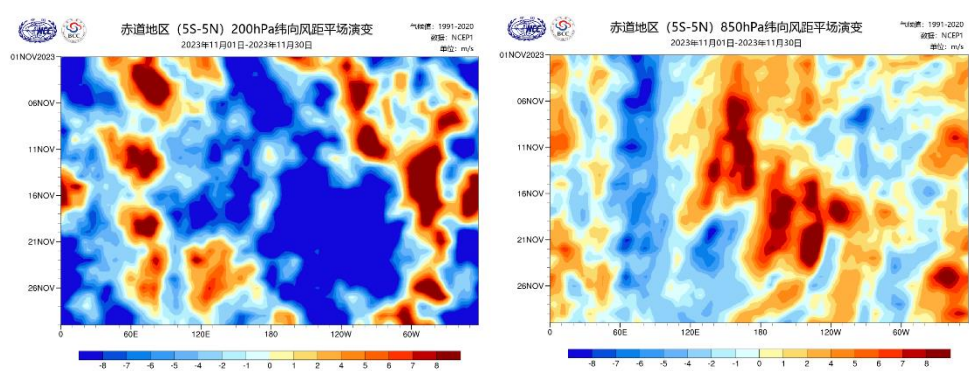 NCC
BCC
赤道地区（5S-5N）200hPa纬向风距平场演变
2023年11月01日-2023年11月30日
气候值：1991-2020
数据：NCEP1
单位：m/s
01NOV2023
06NOV
11NOV
16NOV
21NOV
26NOV
0 60E 120E 180 120W 60W
-8 -7 -6 -5 -4 -2 -1 0 1 2 4 5 6 7 8
NCC
BCC
赤道地区（5S-5N）850hPa纬向风距平场演变
2023年11月01日-2023年11月30日
气候值：1991-2020
数据：NCEP1
单位：m/s
01NOV2023
06NOV
11NOV
16NOV
21NOV
26NOV
0 60E 120E 180 120W 60W
-8 -7 -6 -5 -4 -2 -1 0 1 2 4 5 6 7 8